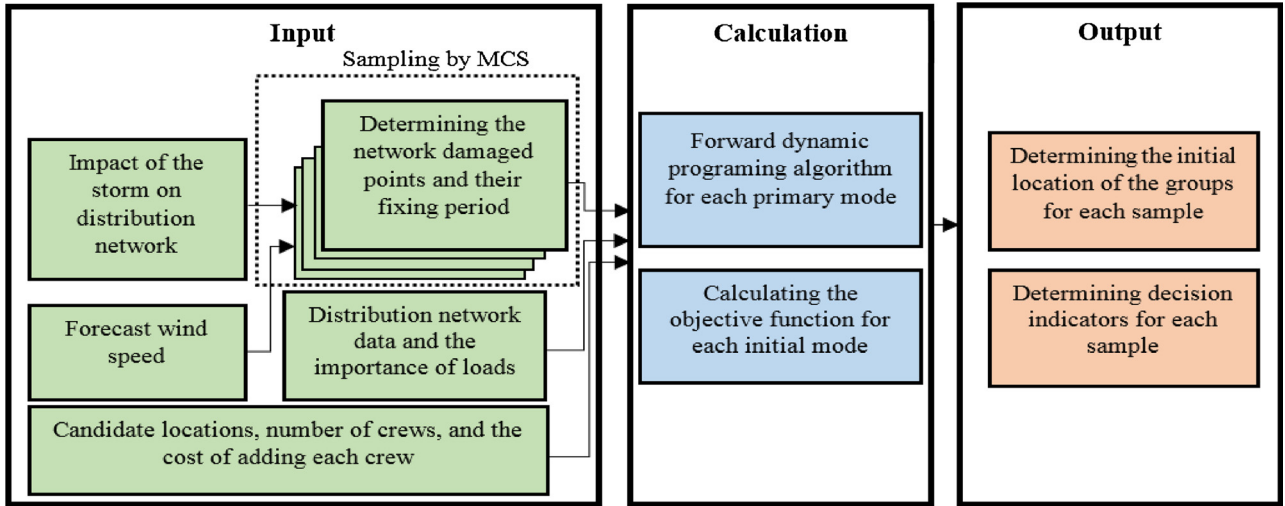 Input
Sampling by MCS
Impact of the
storm on
distribution
network
Determining the
network damaged
points and their
fixing period
Forecast wind
speed
Distribution network
data and the
importance of loads
Candidate locations, number of crews, and the
cost of adding each crew
Calculation
Forward dynamic
programing algorithm
for each primary mode
Calculating the
objective function for
each initial mode
Output
Determining the initial
location of the groups
for each sample
Determining decision
indicators for each
sample